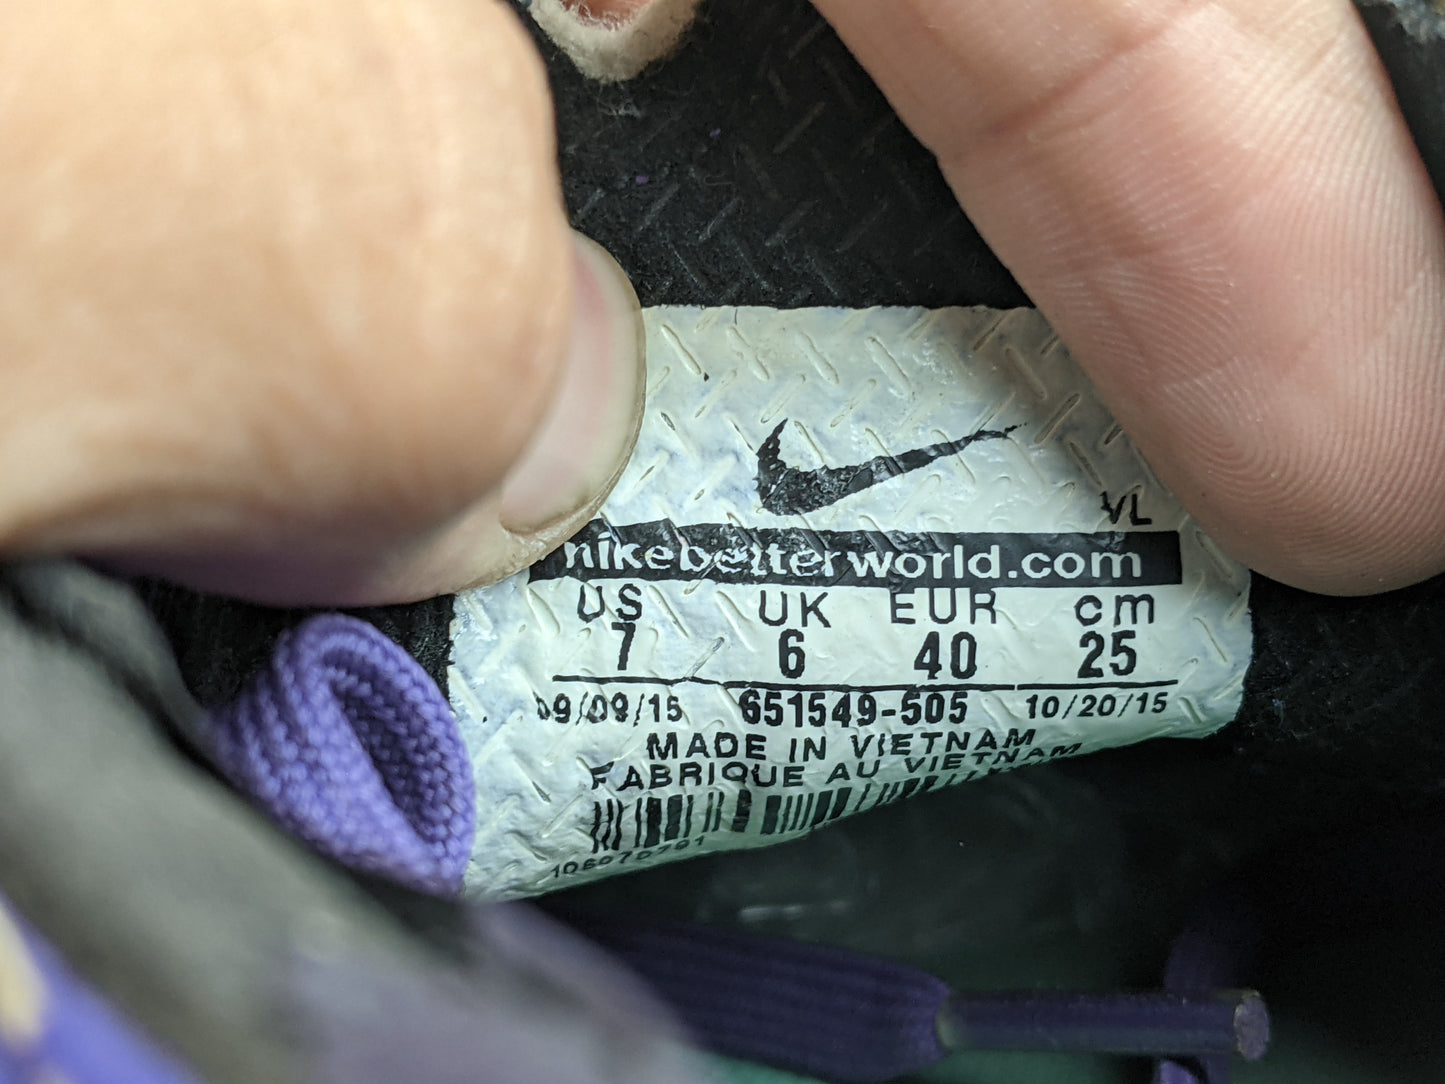 VL
nikebetterworld.com
US UK EUR cm
7 6 40 25
09/09/15 651549-505 10/20/15
MADE IN VIETNAM
FABRIQUE AU VIETNAM